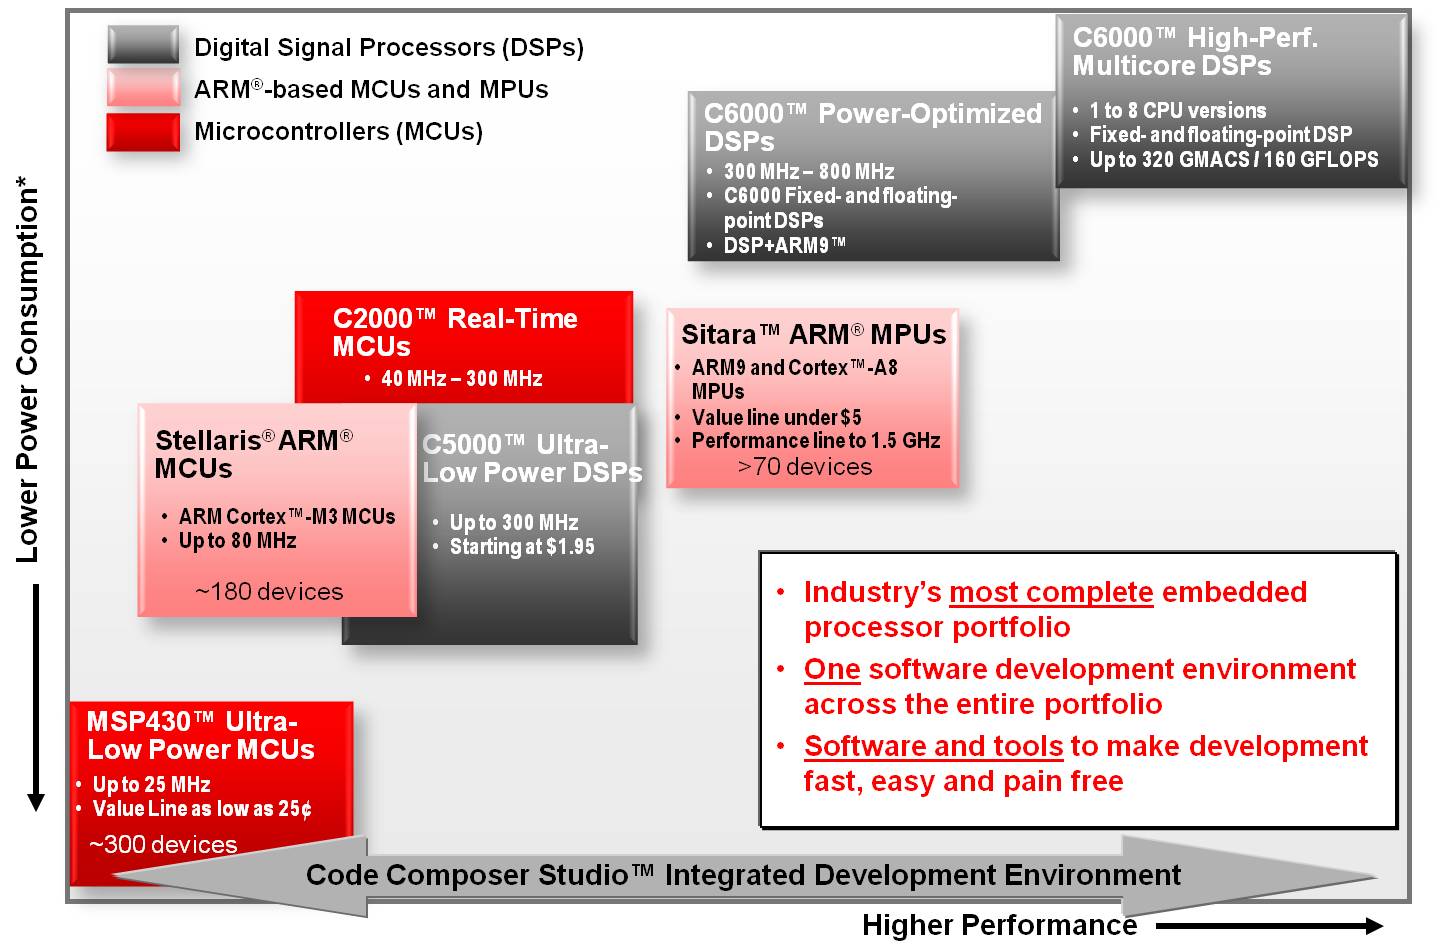 Digital Signal Processors (DSPs)
ARM®-based MCUs and MPUs
Microcontrollers (MCUs)
C6000™ High-Perf.
Multicore DSPs
• 1 to 8 CPU versions
• Fixed- and floating-point DSP
• Up to 320 GMACS / 160 GFLOPS
C6000™ Power-Optimized
DSPs
• 300 MHz – 800 MHz
• C6000 Fixed- and floating-
point DSPs
• DSP+ARM9™
Lower Power Consumption*
C2000™ Real-Time
MCUs
• 40 MHz – 300 MHz
Sitara™ ARM® MPUs
• ARM9 and Cortex™-A8
MPUs
• Value line under $5
• Performance line to 1.5 GHz
>70 devices
Stellaris® ARM®
MCUs
• ARM Cortex™-M3 MCUs
• Up to 80 MHz
~180 devices
C5000™ Ultra-
Low Power DSPs
• Up to 300 MHz
• Starting at $1.95
• Industry's most complete embedded
processor portfolio
• One software development environment
across the entire portfolio
• Software and tools to make development
fast, easy and pain free
MSP430™ Ultra-
Low Power MCUs
• Up to 25 MHz
• Value Line as low as 25¢
~300 devices
Code Composer Studio™ Integrated Development Environment
Higher Performance